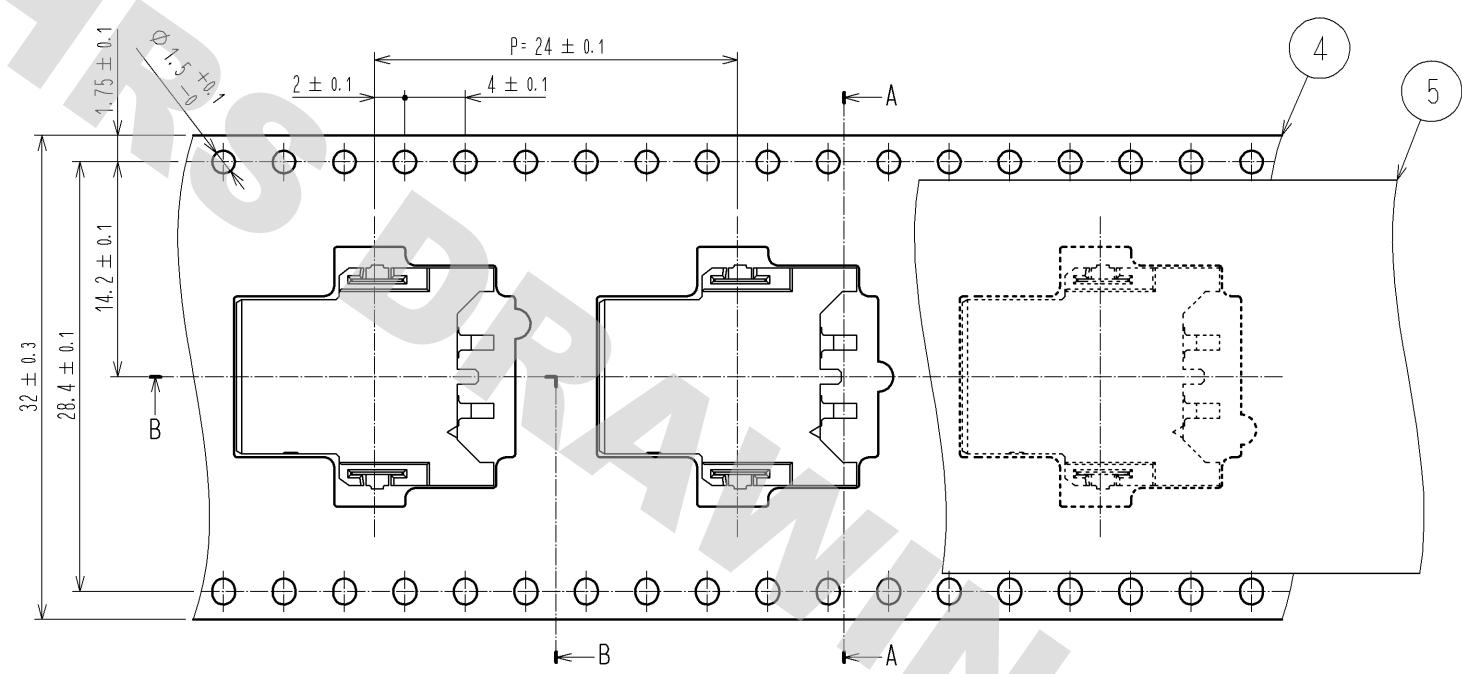 HRS DRAWIN
P= 24 ± 0.1
2 ± 0.1
4 ± 0.1
1.75 ± 0.1
Ø 1.5 +0.1 -0
A
4
5
14.2 ± 0.1
28.4 ± 0.1
32 ± 0.3
B
B
A